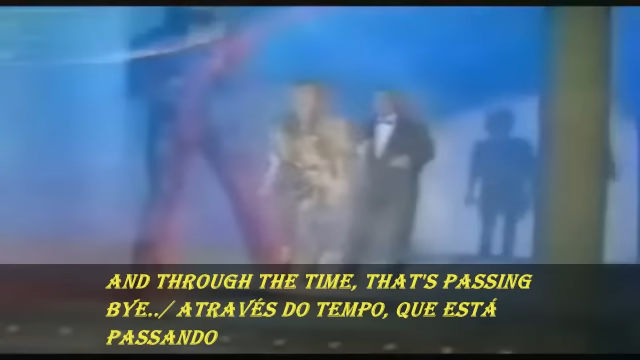 AND THROUGH THE TIME, THAT'S PASSING
BYE../ ATRAVÉS DO TEMPO, QUE ESTÁ
PASSANDO